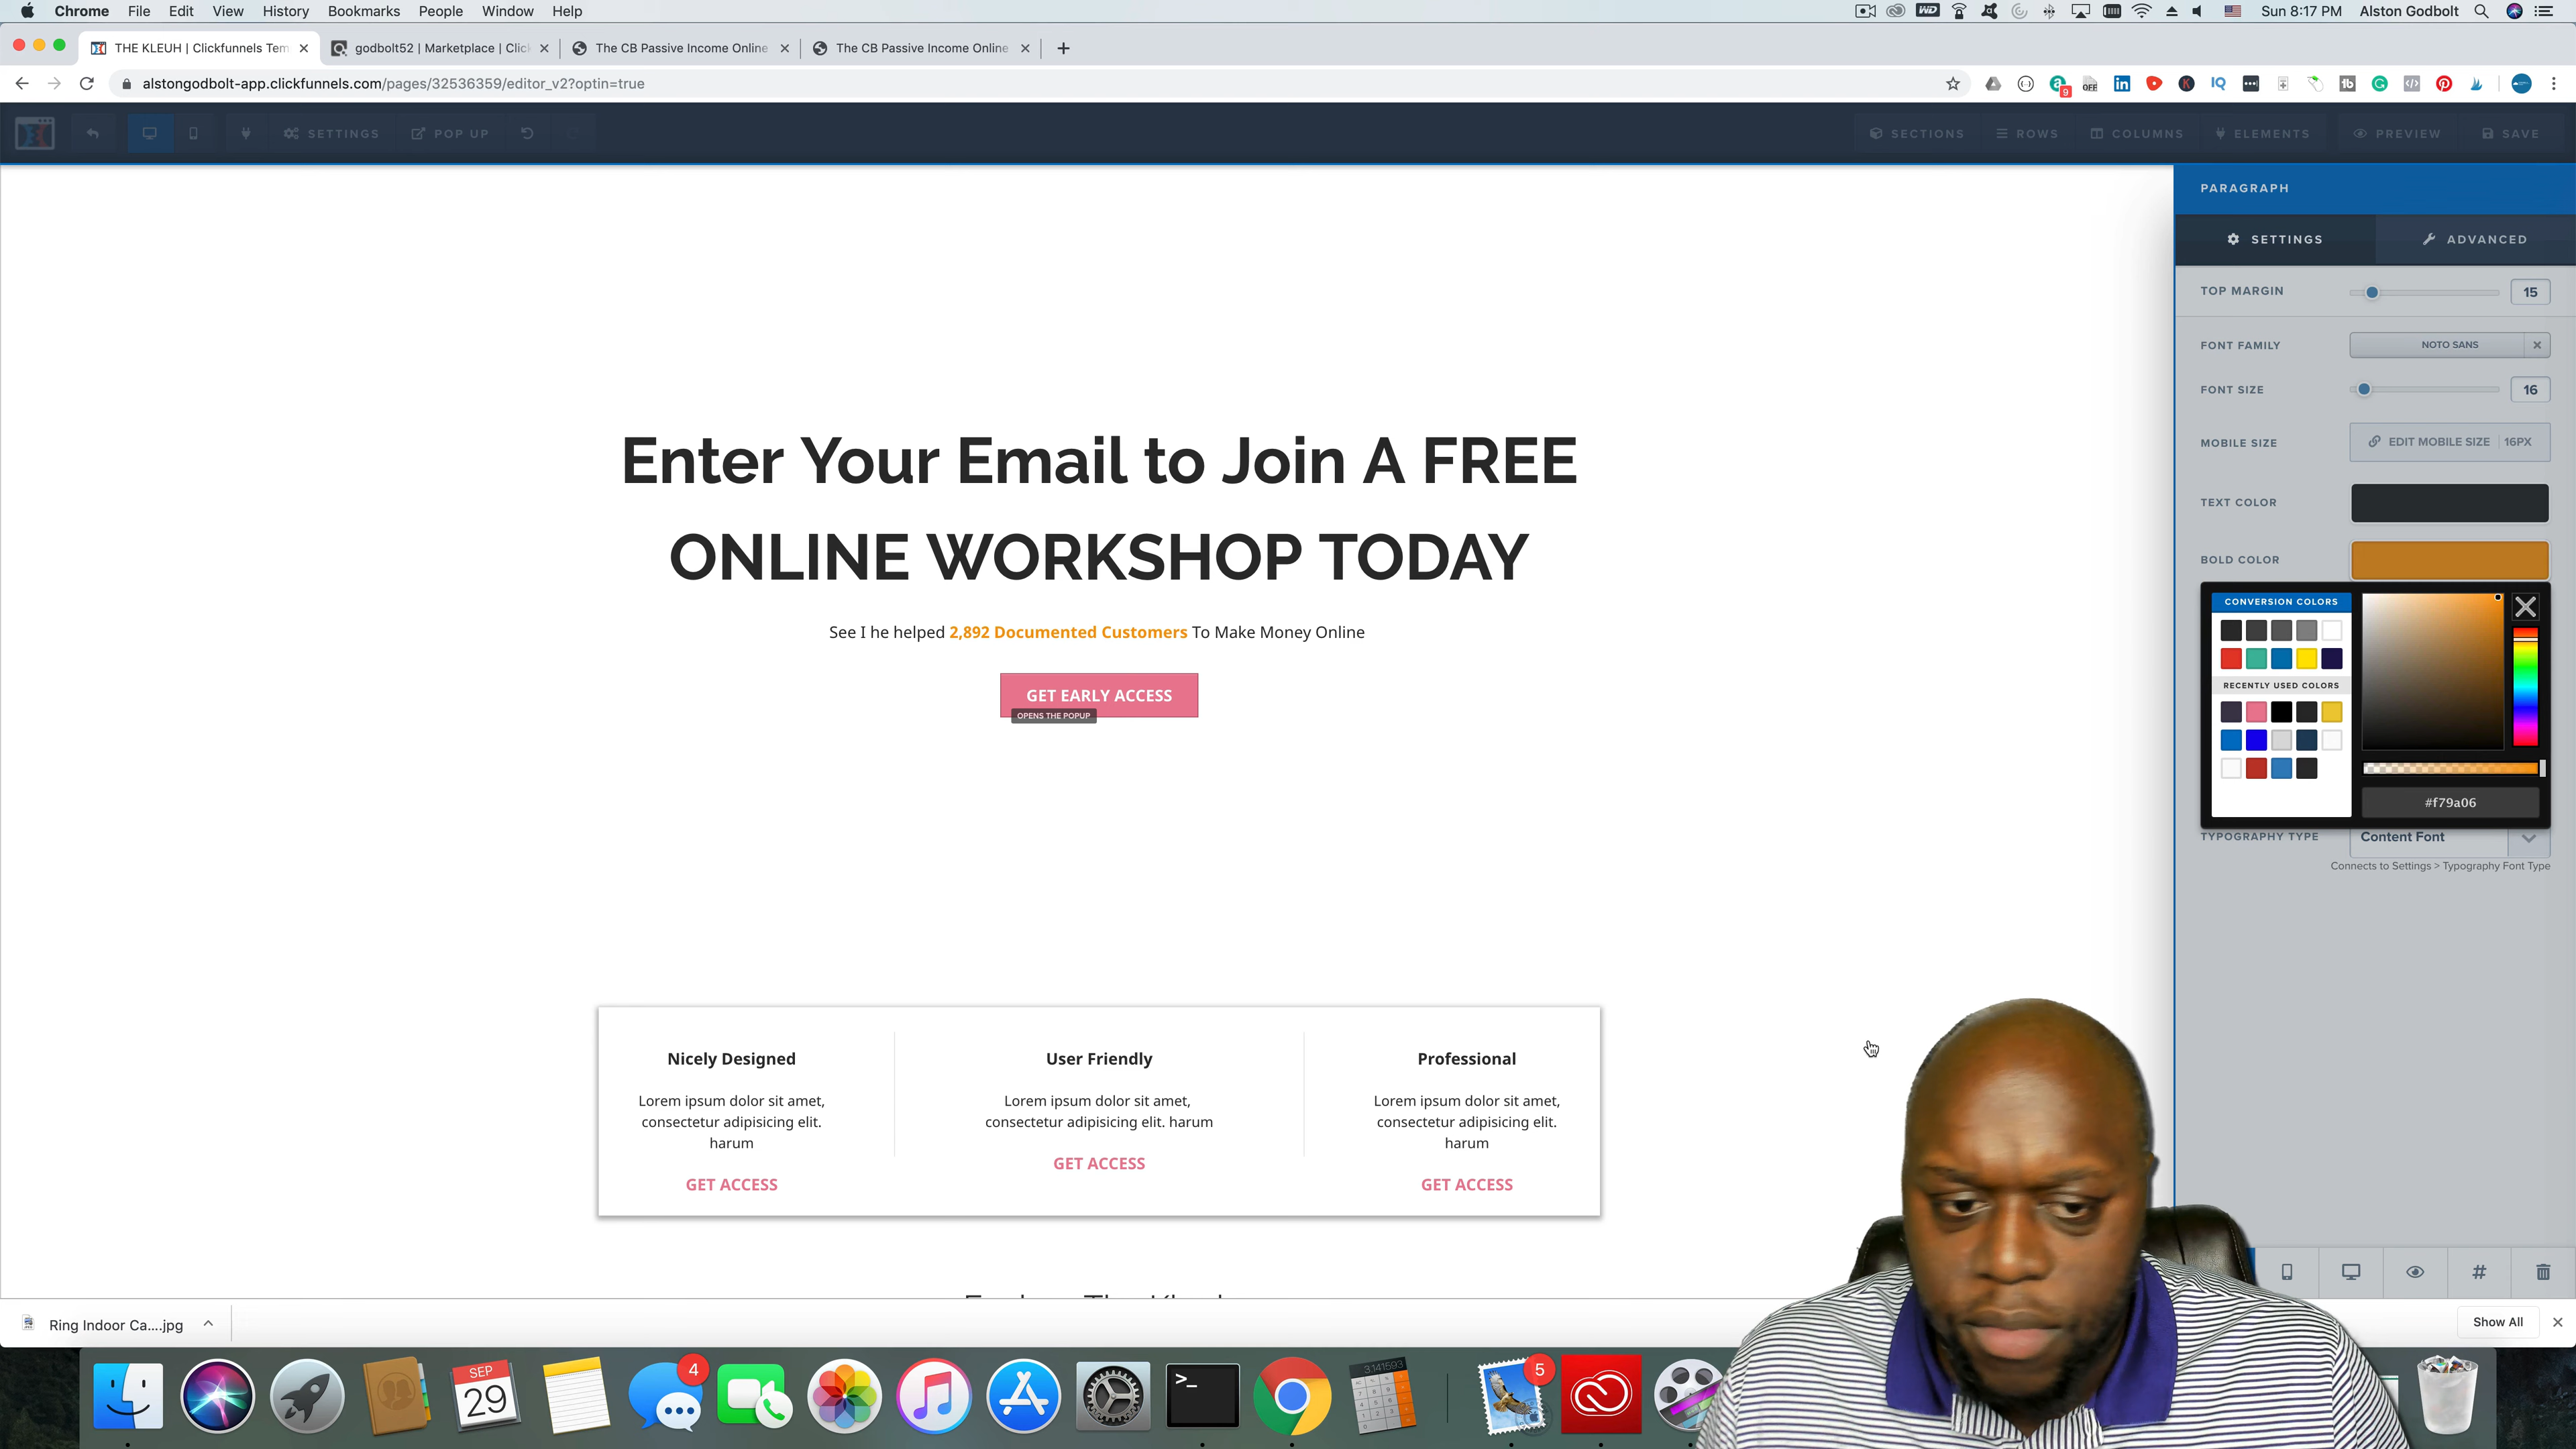 Chrome File Edit View History Bookmarks People Window Help
Sun 8:17 PM Alston Godbolt
THE KLEUH | Clickfunnels Tem
godbolt52 | Marketplace | Clic
The CB Passive Income Online
The CB Passive Income Online
alstongodbolt-app.clickfunnels.com/pages/32536359/editor_v2?optin=true
SETTINGS POP UP
SECTIONS ROWS COLUMNS ELEMENTS PREVIEW SAVE
PARAGRAPH
SETTINGS ADVANCED
TOP MARGIN 15
FONT FAMILY NOTO SANS
FONT SIZE 16
MOBILE SIZE EDIT MOBILE SIZE 16PX
TEXT COLOR
BOLD COLOR
CONVERSION COLORS
RECENTLY USED COLORS
#f79a06
TYPOGRAPHY TYPE Content Font
Connects to Settings > Typography Font Type
Enter Your Email to Join A FREE
ONLINE WORKSHOP TODAY
See I he helped 2,892 Documented Customers To Make Money Online
GET EARLY ACCESS
OPENS THE POPUP
Nicely Designed
Lorem ipsum dolor sit amet,
consectetur adipisicing elit.
harum
GET ACCESS
User Friendly
Lorem ipsum dolor sit amet,
consectetur adipisicing elit. harum
GET ACCESS
Professional
Lorem ipsum dolor sit amet,
consectetur adipisicing elit.
harum
GET ACCESS
Ring Indoor Ca....jpg
Show All
SEP
29
4
3.141593
5